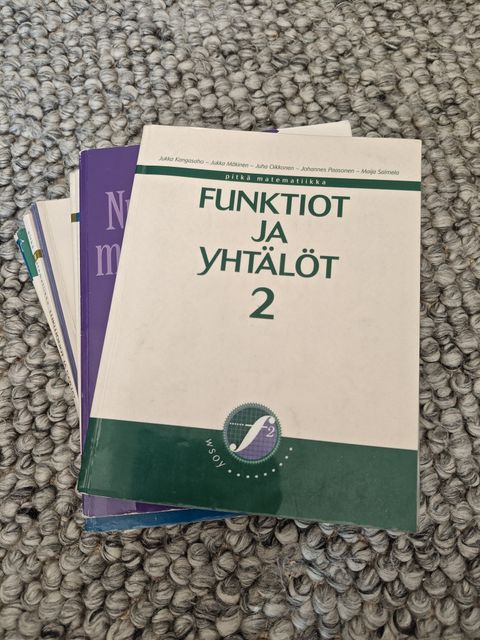 Jukka Kangasaho – Jukka Mäkinen – Juha Oikkonen – Johannes Paasonen – Maija Salmela
pitkä matematiikka
FUNKTIOT
JA
YHTÄLÖT
2
f2
wsoy